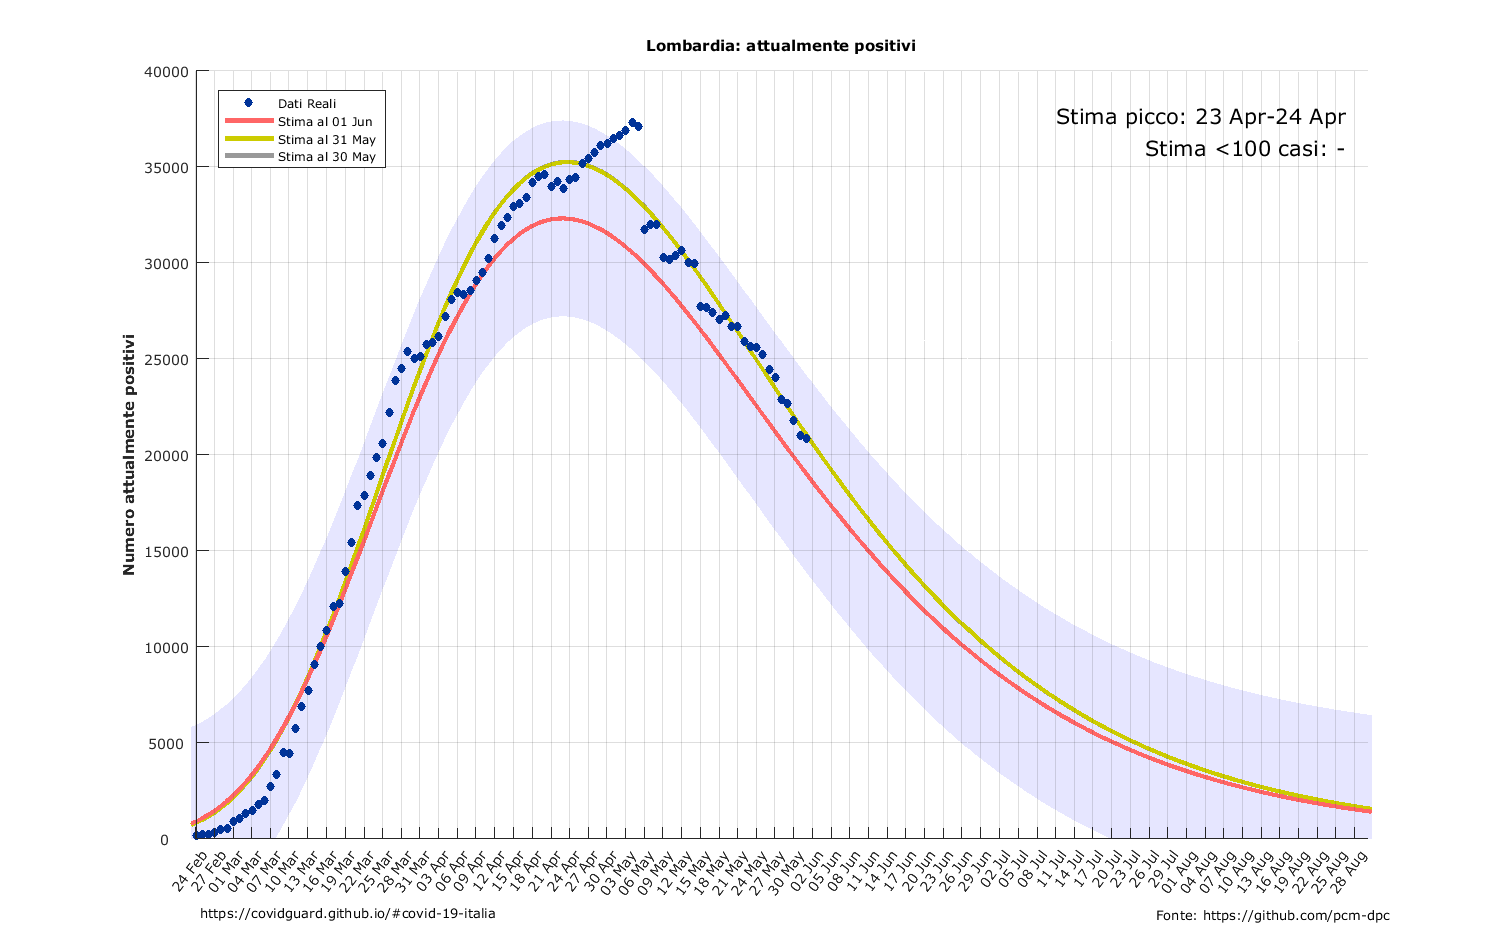 Lombardia: attualmente positivi
40000
35000
30000
25000
20000
15000
10000
5000
0
Numero attualmente positivi
Dati Reali
Stima al 01 Jun
Stima al 31 May
Stima al 30 May
Stima picco: 23 Apr-24 Apr
Stima <100 casi: -
24 Feb
27 Feb
01 Mar
04 Mar
07 Mar
10 Mar
13 Mar
16 Mar
19 Mar
22 Mar
25 Mar
28 Mar
31 Mar
03 Apr
06 Apr
09 Apr
12 Apr
15 Apr
18 Apr
21 Apr
24 Apr
27 Apr
30 Apr
03 May
06 May
09 May
12 May
15 May
18 May
21 May
24 May
27 May
30 May
02 Jun
05 Jun
08 Jun
11 Jun
14 Jun
17 Jun
20 Jun
23 Jun
26 Jun
29 Jun
02 Jul
05 Jul
08 Jul
11 Jul
14 Jul
17 Jul
20 Jul
23 Jul
26 Jul
29 Jul
01 Aug
04 Aug
07 Aug
10 Aug
13 Aug
16 Aug
19 Aug
22 Aug
25 Aug
28 Aug
https://covidguard.github.io/#covid-19-italia
Fonte: https://github.com/pcm-dpc